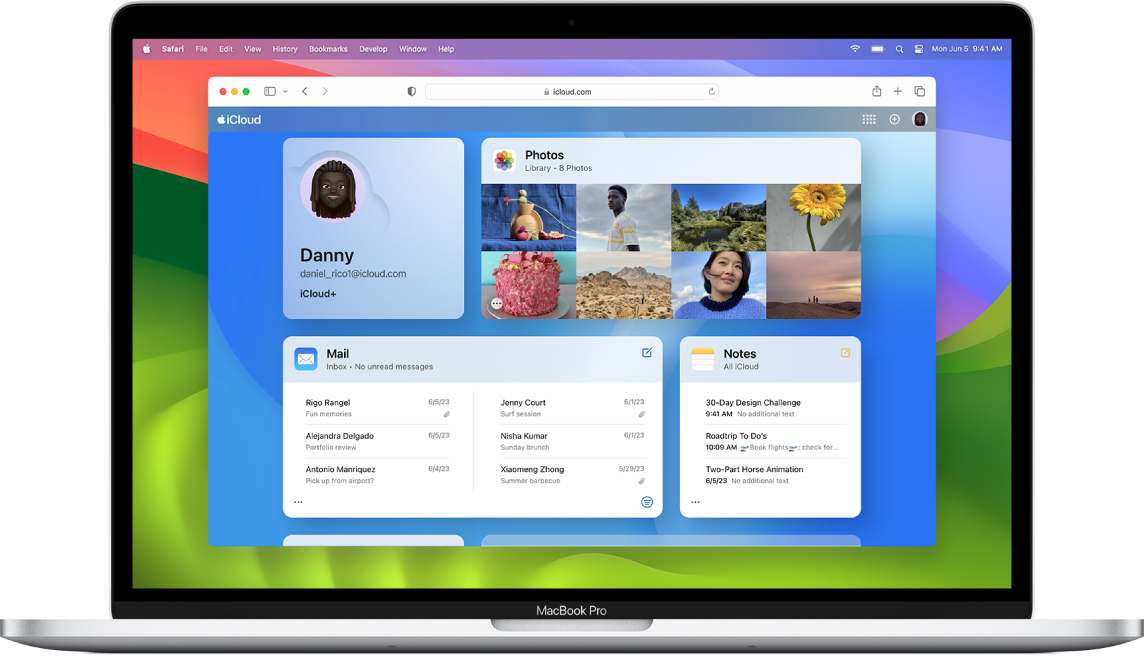 Safari File Edit View History Bookmarks Develop Window Help Mon Jun 5 9:41 AM
icloud.com
iCloud
Danny
daniel_rico1@icloud.com
iCloud+
Photos
Library • 8 Photos
Mail
Inbox • No unread messages
Rigo Rangel 6/5/23
Fun memories
Alejandra Delgado 6/5/23
Portfolio review
Antonio Manriquez 6/4/23
Pick up from airport?
Jenny Court 6/1/23
Surf session
Nisha Kumar 6/1/23
Sunday brunch
Xiaomeng Zhong 5/29/23
Summer barbecue
Notes
All iCloud
30-Day Design Challenge
9:41 AM No additional text
Roadtrip To Do's
10:09 AM 🛫Book flights🛫: check for...
Two-Part Horse Animation
6/5/23 No additional text
MacBook Pro